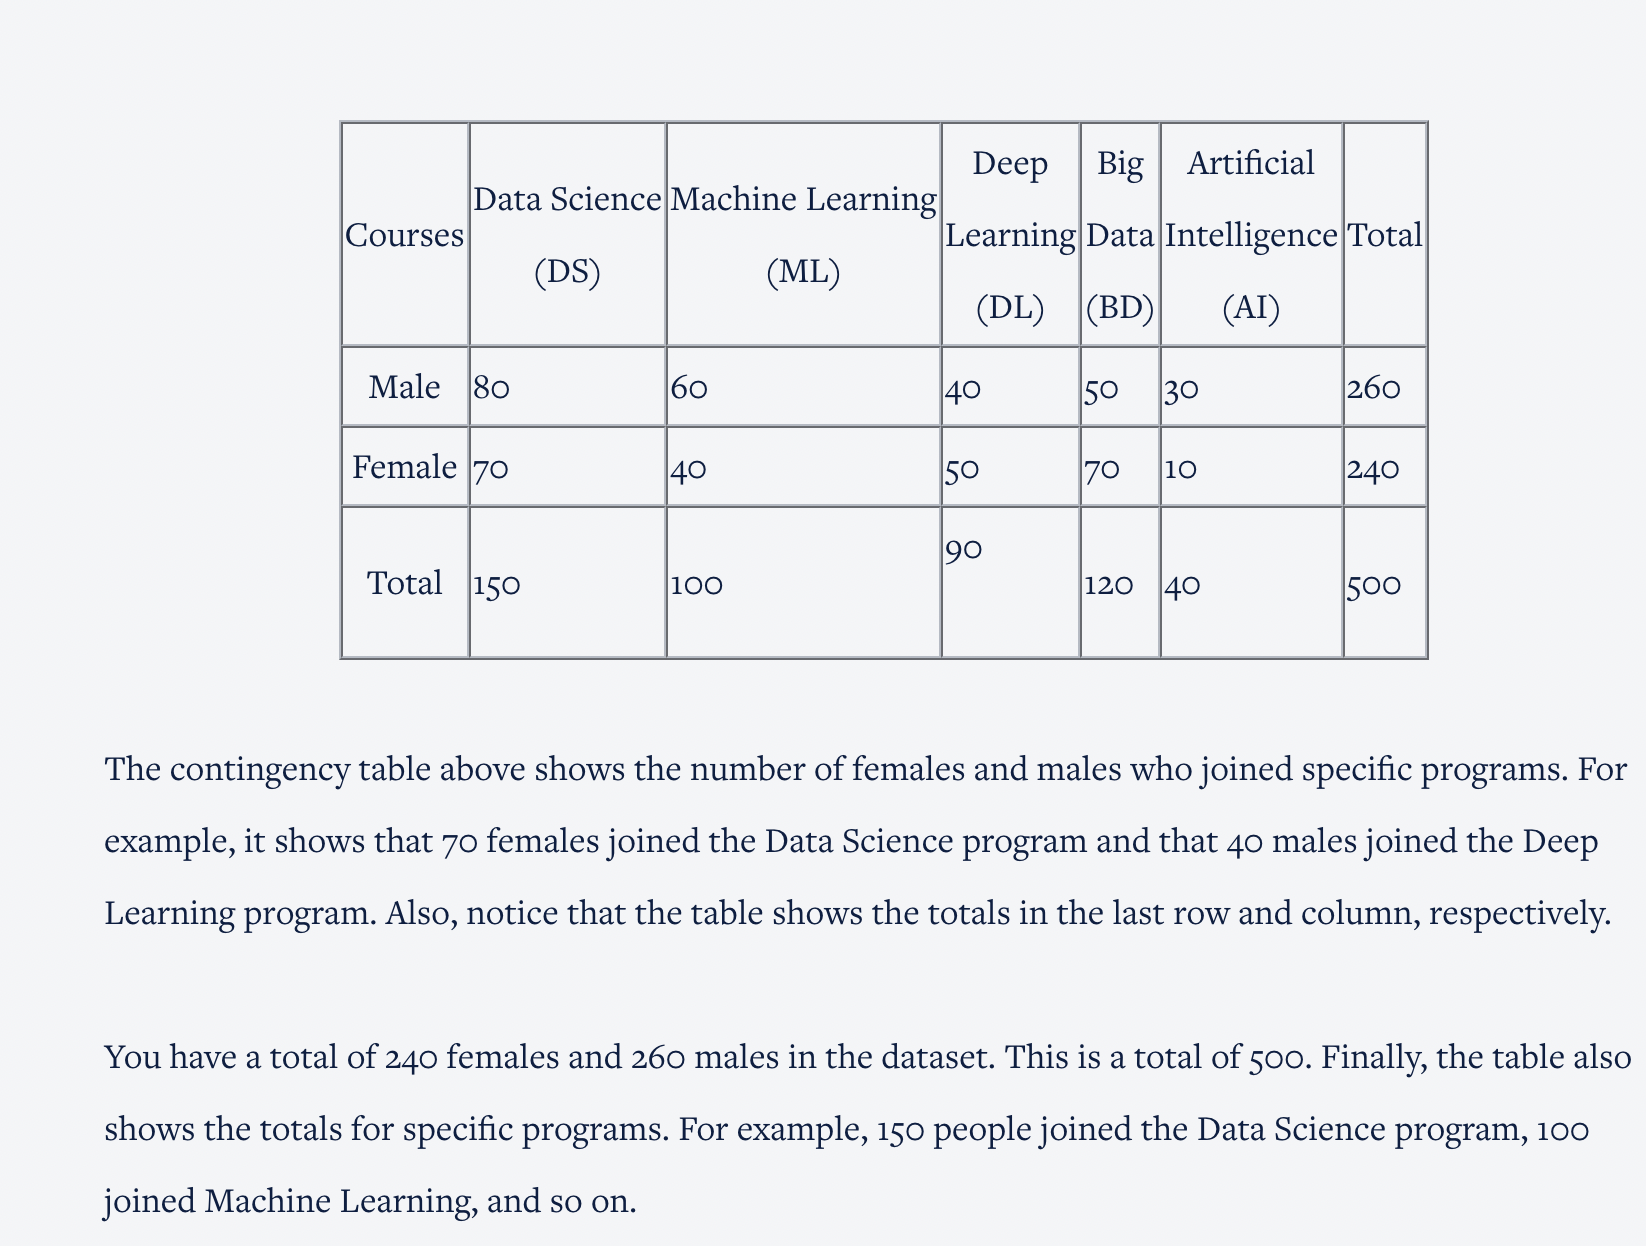 Courses Data Science (DS) Machine Learning (ML) Deep Learning (DL) Big Data (BD) Artificial Intelligence (AI) Total
Male 80 60 40 50 30 260
Female 70 40 50 70 10 240
Total 150 100 90 120 40 500
The contingency table above shows the number of females and males who joined specific programs. For
example, it shows that 70 females joined the Data Science program and that 40 males joined the Deep
Learning program. Also, notice that the table shows the totals in the last row and column, respectively.
You have a total of 240 females and 260 males in the dataset. This is a total of 500. Finally, the table also
shows the totals for specific programs. For example, 150 people joined the Data Science program, 100
joined Machine Learning, and so on.